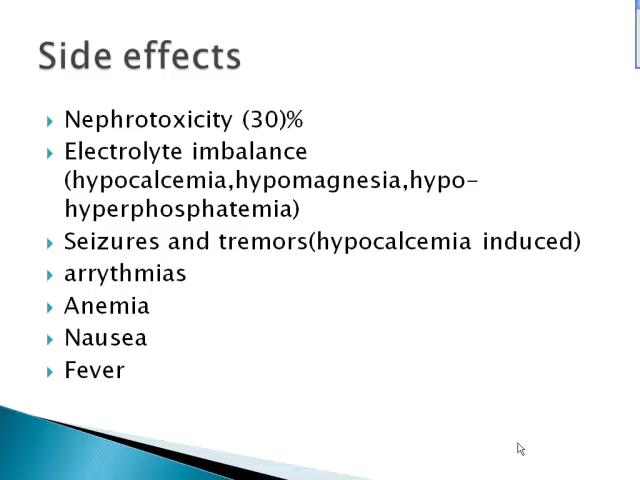 Side effects
Nephrotoxicity (30)%
Electrolyte imbalance
(hypocalcemia,hypomagnesia,hypo-
hyperphosphatemia)
Seizures and tremors(hypocalcemia induced)
arrythmias
Anemia
Nausea
Fever